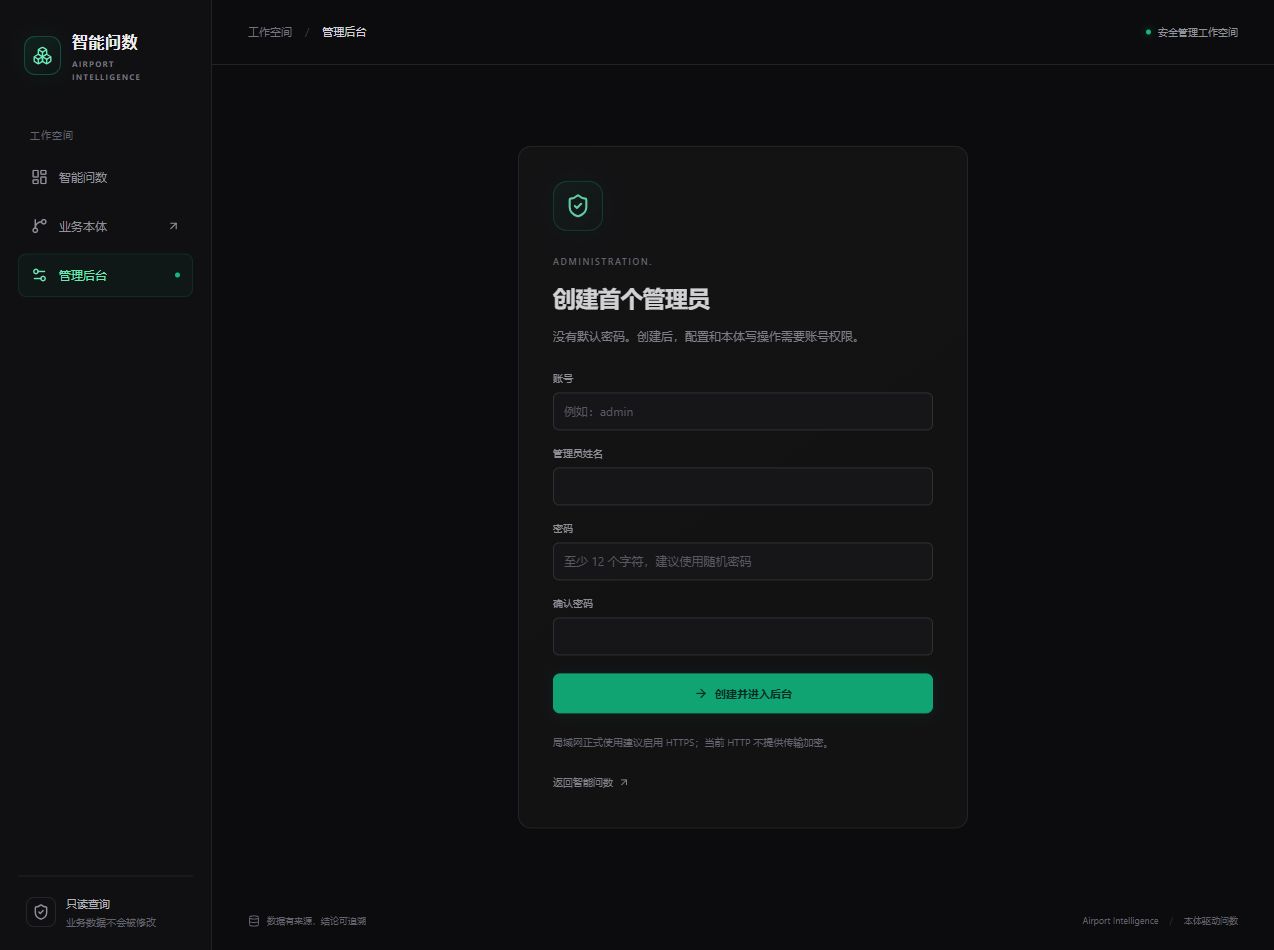 智能问数
AIRPORT
INTELLIGENCE
工作空间
智能问数
业务本体
管理后台
只读查询
业务数据不会被修改
工作空间 / 管理后台
安全管理工作空间
ADMINISTRATION.
创建首个管理员
没有默认密码。创建后，配置和本体写操作需要账号权限。
账号
例如：admin
管理员姓名
密码
至少 12 个字符，建议使用随机密码
确认密码
创建并进入后台
局域网正式使用建议启用 HTTPS；当前 HTTP 不提供传输加密。
返回智能问数
数据有来源，结论可追溯
Airport Intelligence / 本体驱动问数